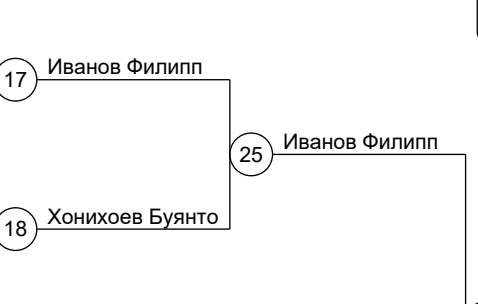 Иванов Филипп
17
Иванов Филипп
25
Хонихоев Буянто
18